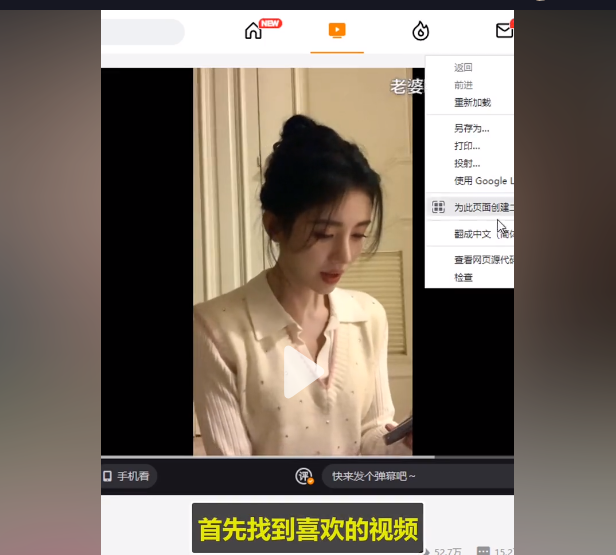 NEW
老婆
返回
前进
重新加载
另存为...
打印...
投射...
使用 Google L
为此页面创建二
翻成中文（简体
查看网页源代码
检查
手机看
评
快来发个弹幕吧~
首先找到喜欢的视频
52.7万
15.2